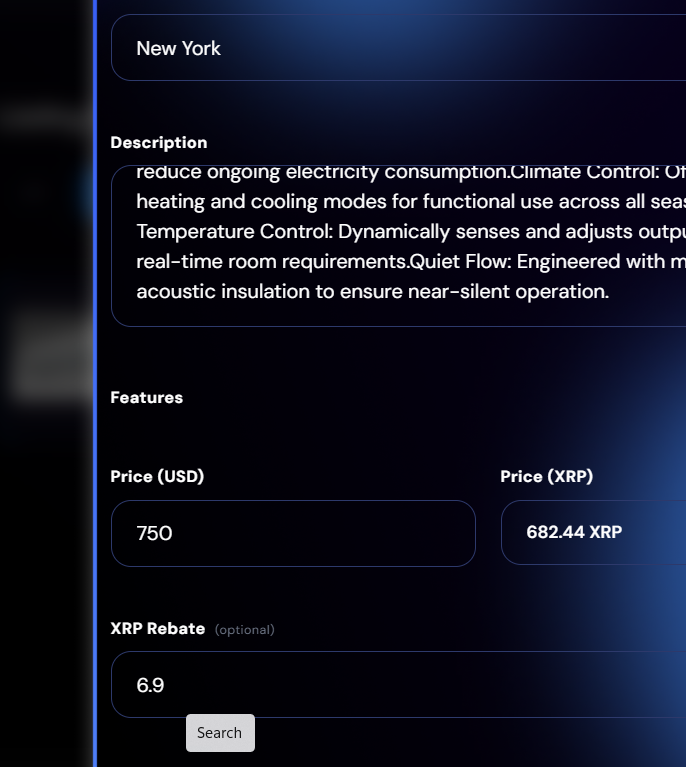 New York
Description
reduce ongoing electricity consumption.Climate Control: Of
heating and cooling modes for functional use across all seas
Temperature Control: Dynamically senses and adjusts outpu
real-time room requirements.Quiet Flow: Engineered with m
acoustic insulation to ensure near-silent operation.
Features
Price (USD)
Price (XRP)
750
682.44 XRP
XRP Rebate (optional)
6.9
Search